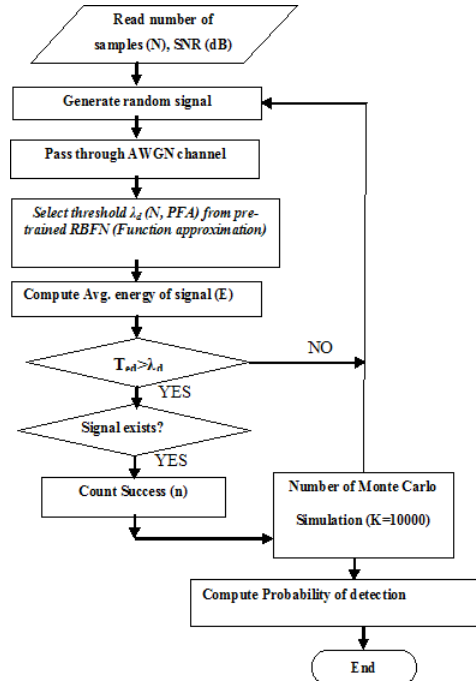 Read number of
samples (N), SNR (dB)
Generate random signal
Pass through AWGN channel
Select threshold λd (N, PFA) from pre-
trained RBFN (Function approximation)
Compute Avg. energy of signal (E)
Ted>λd
NO
YES
Signal exists?
YES
Count Success (n)
Number of Monte Carlo
Simulation (K=10000)
Compute Probability of detection
End